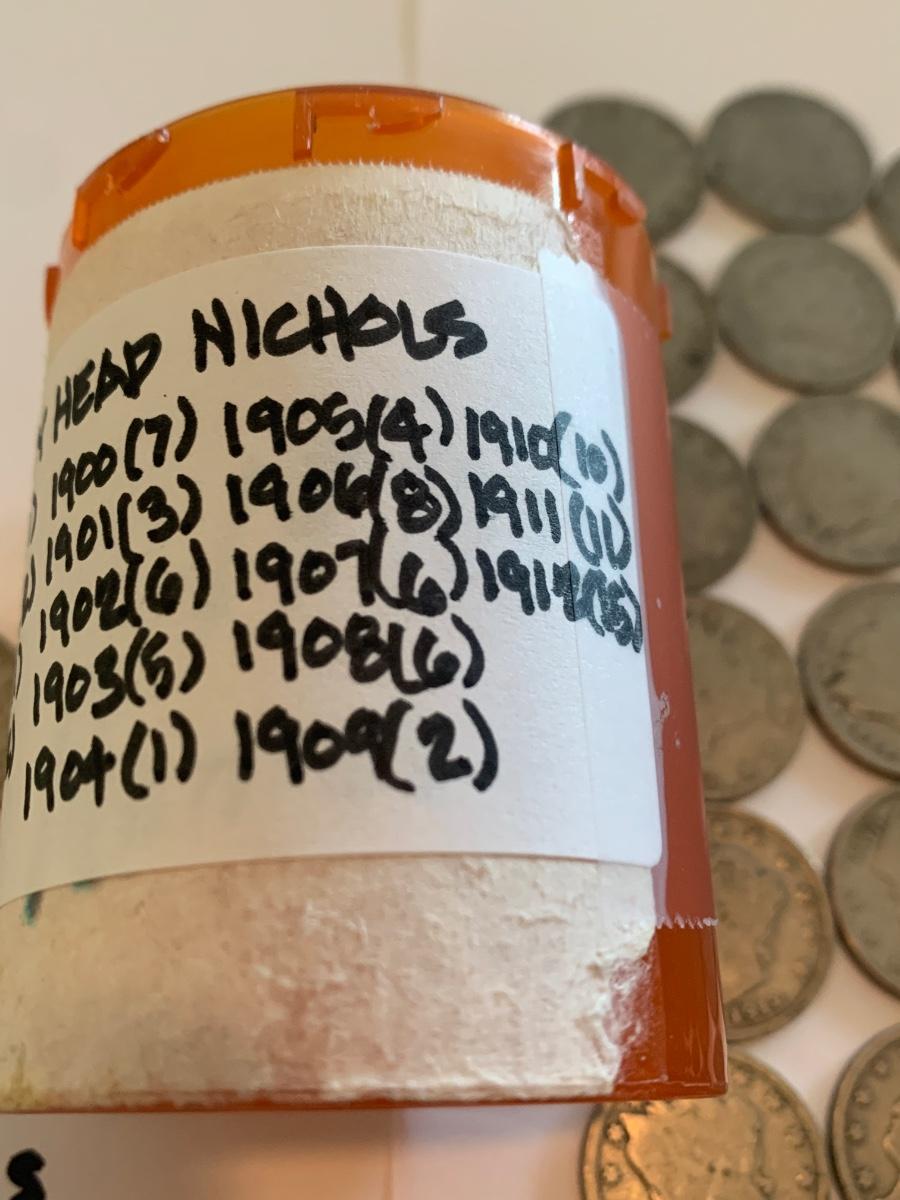 HEAD NICHOLS
1900(7) 1905(4) 1910(10)
1901(3) 1906(8) 1911(11)
1902(6) 1907(6) 1912
1903(5) 1908(6)
1904(1) 1909(2)
S